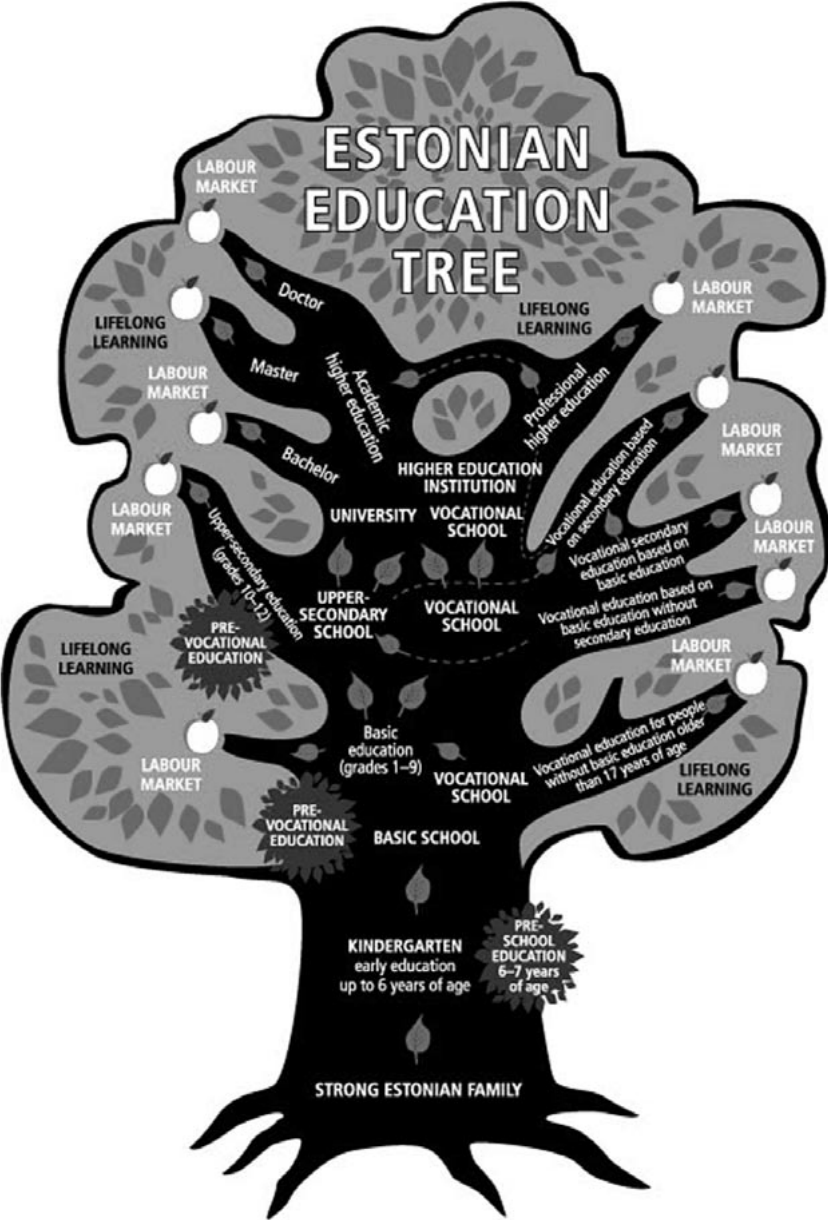 ESTONIAN
EDUCATION
TREE
LABOUR
MARKET
Doctor
LIFELONG
LEARNING
LIFELONG
LEARNING
LABOUR
MARKET
Master
Academic
higher education
Professional
higher education
LABOUR
MARKET
Bachelor
HIGHER EDUCATION
INSTITUTION
Vocational education based
on secondary education
LABOUR
MARKET
LABOUR
MARKET
UNIVERSITY
VOCATIONAL
SCHOOL
Upper-secondary education
(grades 10–12)
Vocational secondary
education based on
basic education
LABOUR
MARKET
UPPER-
SECONDARY
SCHOOL
VOCATIONAL
SCHOOL
Vocational education based on
basic education without
secondary education
PRE-
VOCATIONAL
EDUCATION
LIFELONG
LEARNING
LABOUR
MARKET
Basic
education
(grades 1–9)
LABOUR
MARKET
VOCATIONAL
SCHOOL
Vocational education for people
without basic education older
than 17 years of age
LIFELONG
LEARNING
PRE-
VOCATIONAL
EDUCATION
BASIC SCHOOL
KINDERGARTEN
early education
up to 6 years of age
PRE-
SCHOOL
EDUCATION
6–7 years
of age
STRONG ESTONIAN FAMILY